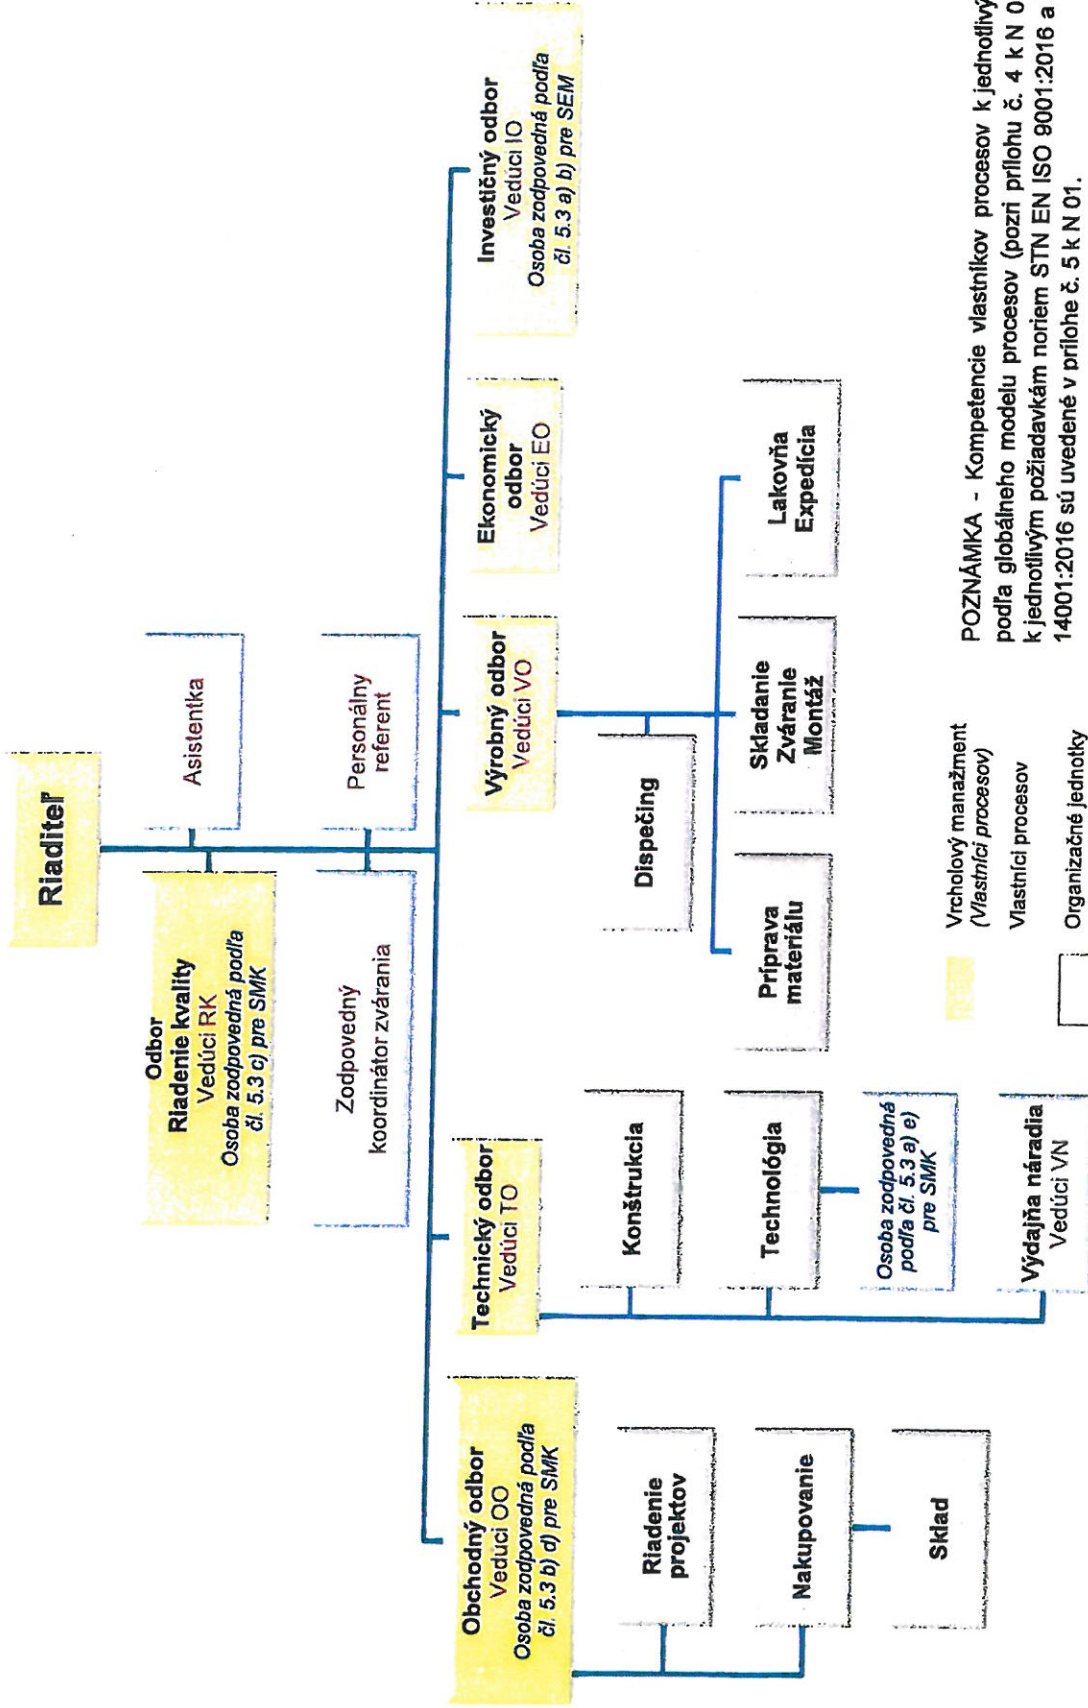 Riaditeľ
Odbor
Riadenie kvality
Vedúci RK
Osoba zodpovedná podľa
čl. 5.3 c) pre SMK
Asistentka
Zodpovedný
koordinátor zvárania
Personálny
referent
Obchodný odbor
Vedúci OO
Osoba zodpovedná podľa
čl. 5.3 b) d) pre SMK
Riadenie
projektov
Nakupovanie
Sklad
Technický odbor
Vedúci TO
Konštrukcia
Technológia
Osoba zodpovedná
podľa čl. 5.3 a) e)
pre SMK
Výdajňa náradia
Vedúci VN
Výrobný odbor
Vedúci VO
Dispečing
Príprava
materiálu
Skladanie
Zváranie
Montáž
Lakovňa
Expedícia
Ekonomický
odbor
Vedúci EO
Investičný odbor
Vedúci IO
Osoba zodpovedná podľa
čl. 5.3 a) b) pre SEM
Vrcholový manažment
(Vlastníci procesov)
Vlastníci procesov
Organizačné jednotky
POZNÁMKA - Kompetencie vlastníkov procesov k
podľa globálneho modelu procesov (pozri prílohu č. 4 k N
k jednotlivým požiadavkám noriem STN EN ISO 9001:2016 a
14001:2016 sú uvedené v prílohe č. 5 k N 01.